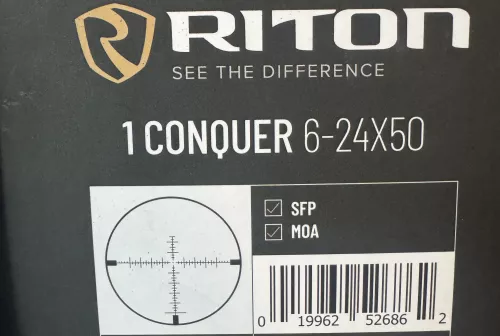 RITON
SEE THE DIFFERENCE
1 CONQUER 6-24X50
SFP
MOA
0 19962 52686 2